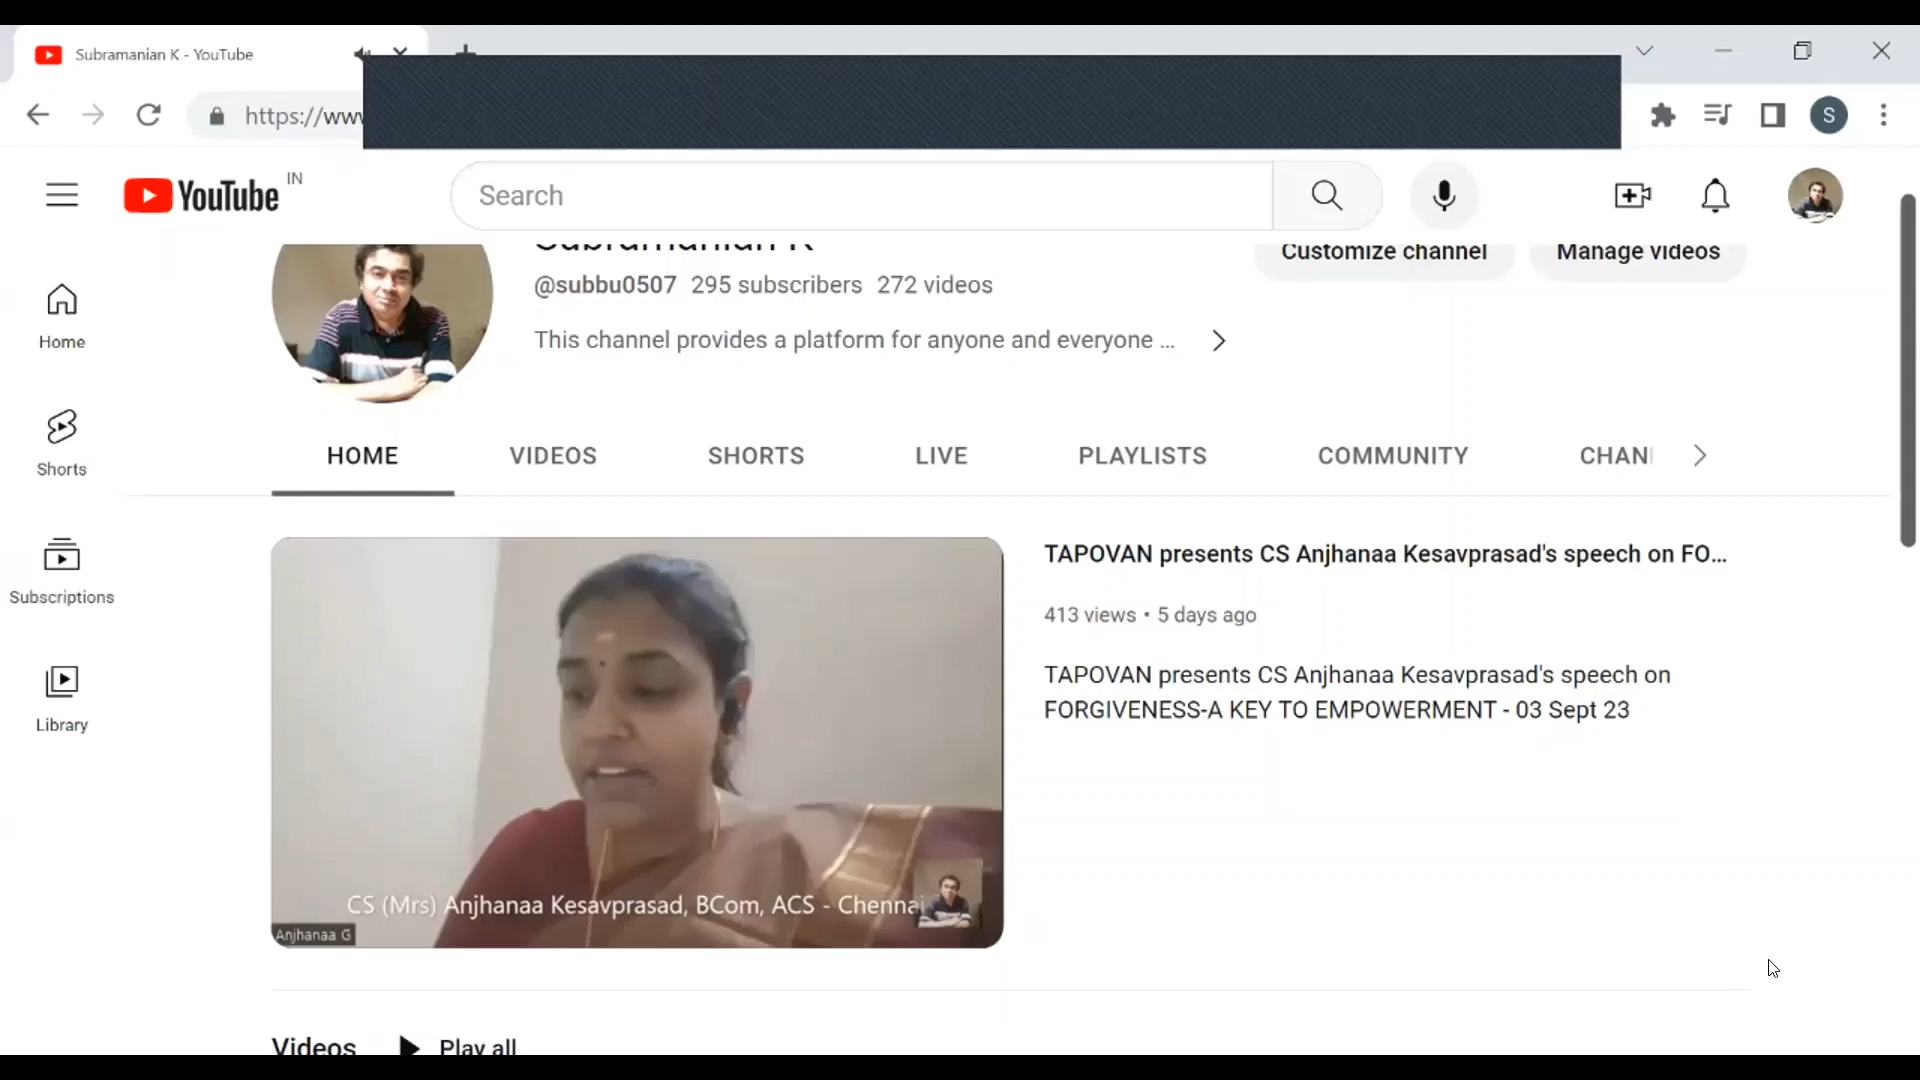 Subramanian K - YouTube
https://www
YouTube IN
Search
S
Subramanian K
Customize channel
Manage videos
@subbu0507 295 subscribers 272 videos
This channel provides a platform for anyone and everyone ...
Home
Shorts
Subscriptions
Library
HOME
VIDEOS
SHORTS
LIVE
PLAYLISTS
COMMUNITY
CHAN
TAPOVAN presents CS Anjhanaa Kesavprasad's speech on FO...
413 views • 5 days ago
TAPOVAN presents CS Anjhanaa Kesavprasad's speech on
FORGIVENESS-A KEY TO EMPOWERMENT - 03 Sept 23
CS (Mrs) Anjhanaa Kesavprasad, BCom, ACS - Chennai
Anjhanaa G
Videos
Play all